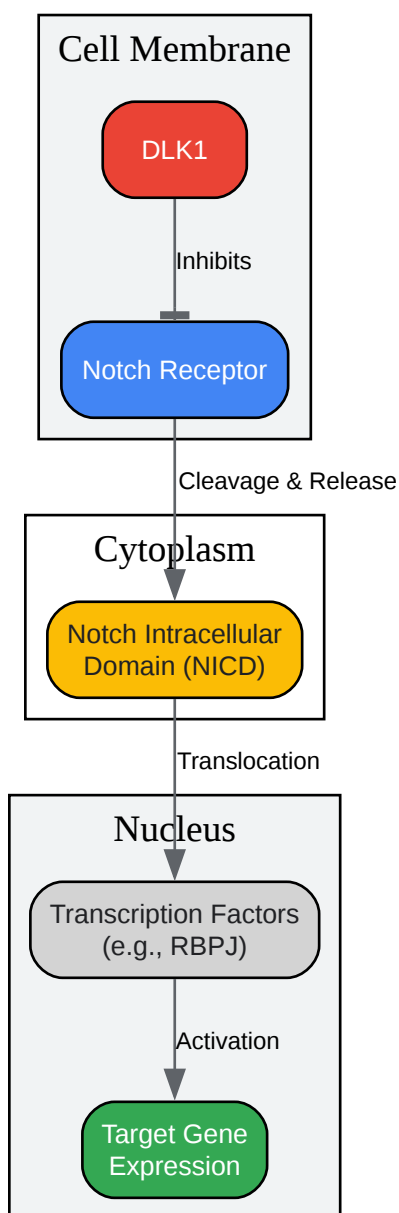 Cell Membrane
DLK1
Inhibits
Notch Receptor
Cleavage & Release
Cytoplasm
Notch Intracellular
Domain (NICD)
Translocation
Nucleus
Transcription Factors
(e.g., RBPJ)
Activation
Target Gene
Expression